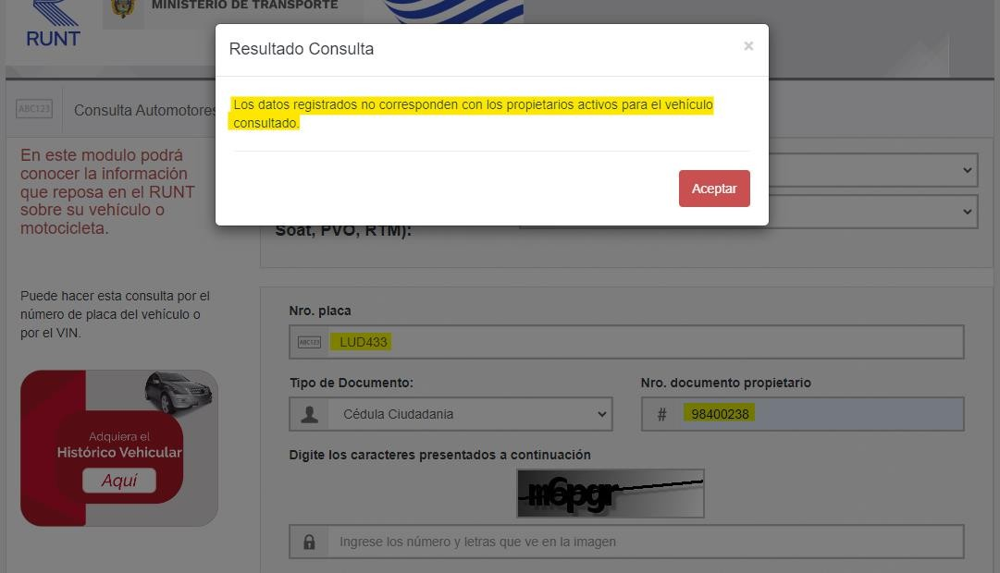 MINISTERIO DE TRANSPORTE
RUNT
Resultado Consulta
×
Los datos registrados no corresponden con los propietarios activos para el vehículo
consultado.
Aceptar
ABC123
Consulta Automotores
En este modulo podrá
conocer la información
que reposa en el RUNT
sobre su vehículo o
motocicleta.
Soat, PVO, RTM):
Puede hacer esta consulta por el
número de placa del vehículo o
por el VIN.
Adquiera el
Histórico Vehicular
Aquí
Nro. placa
ABC123 LUD433
Tipo de Documento:
Cédula Ciudadania
Nro. documento propietario
# 98400238
Digite los caracteres presentados a continuación
m6pgr
Ingrese los número y letras que ve en la imagen